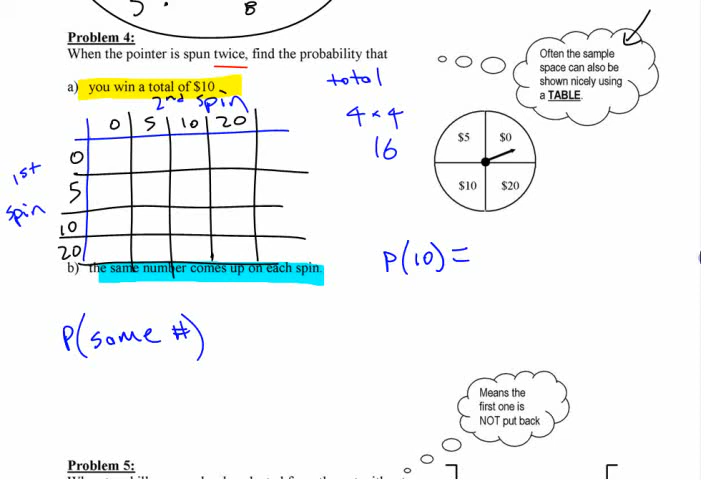 B
Problem 4:
When the pointer is spun twice, find the probability that
a) you win a total of $10
2nd spin
0 5 10 20
1st
spin
0
5
10
20
total
4 × 4
16
Often the sample
space can also be
shown nicely using
a TABLE.
$5 $0
$10 $20
b) the same number comes up on each spin.
P(10) =
P(same #)
Means the
first one is
NOT put back
Problem 5: